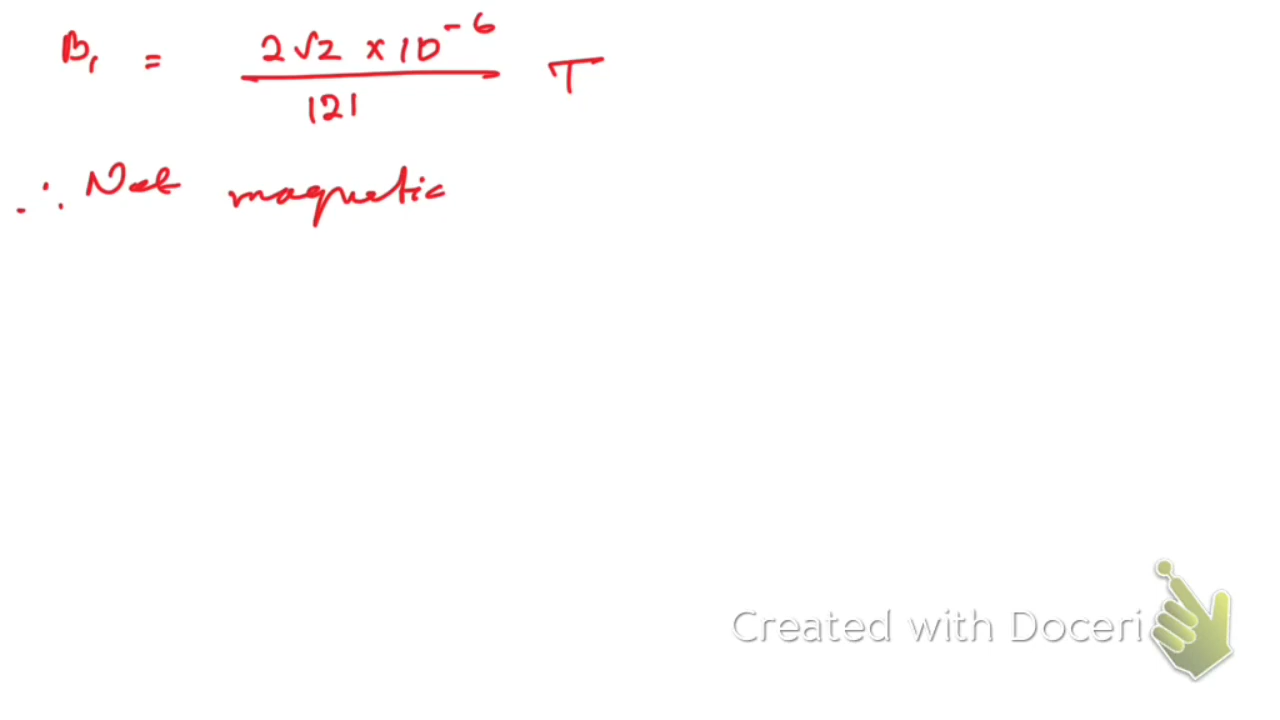 B₁ = 2√2 × 10⁻⁶ / 121 T
∴ Net magnetic
Created with Doceri